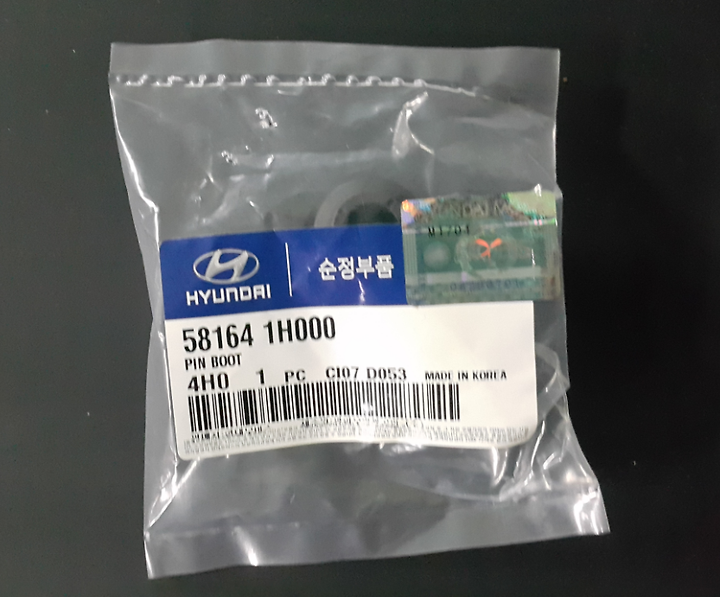 HYUNDAI
순정부품
58164 1H000
PIN BOOT
4H0 1 PC CI07 D053 MADE IN KOREA